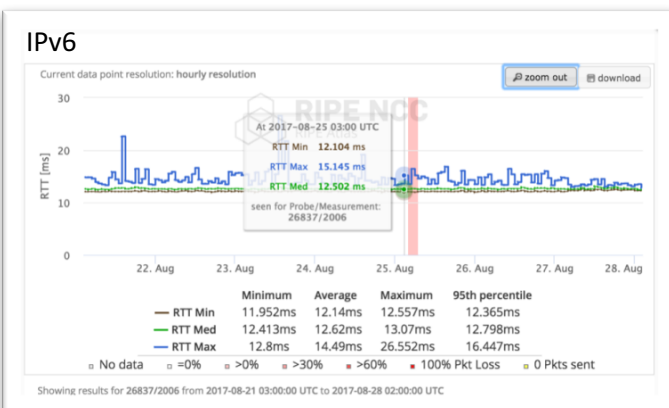 IPv6
Current data point resolution: hourly resolution
zoom out
download
RIPE NCC
RIPE Atlas
30
20
10
0
RTT [ms]
At 2017-08-25 03:00 UTC
RTT Min 12.104 ms
RTT Max 15.145 ms
RTT Med 12.502 ms
seen for Probe/Measurement:
26837/2006
22. Aug 23. Aug 24. Aug 25. Aug 26. Aug 27. Aug 28. Aug
Minimum Average Maximum 95th percentile
RTT Min 11.952ms 12.14ms 12.557ms 12.365ms
RTT Med 12.413ms 12.62ms 13.07ms 12.798ms
RTT Max 12.8ms 14.49ms 26.552ms 16.447ms
No data =0% >0% >30% >60% 100% Pkt Loss 0 Pkts sent
Showing results for 26837/2006 from 2017-08-21 03:00:00 UTC to 2017-08-28 02:00:00 UTC